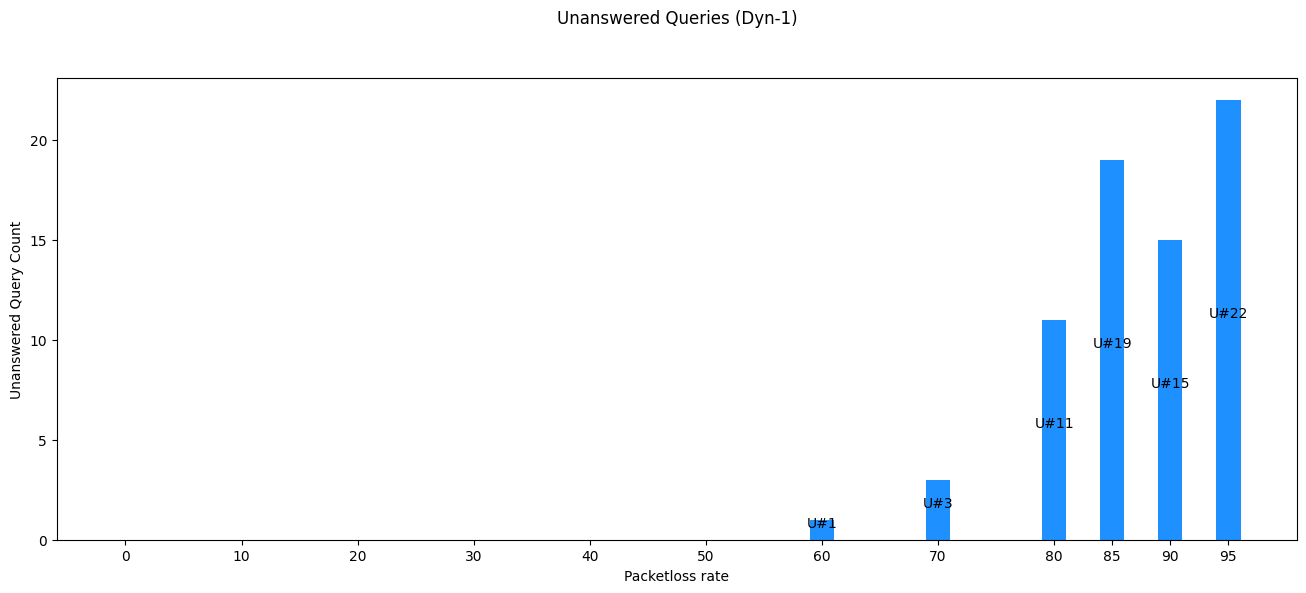 Unanswered Queries (Dyn-1)
Unanswered Query Count
20
15
10
5
0
U#1
U#3
U#11
U#19
U#15
U#22
0 10 20 30 40 50 60 70 80 85 90 95
Packetloss rate